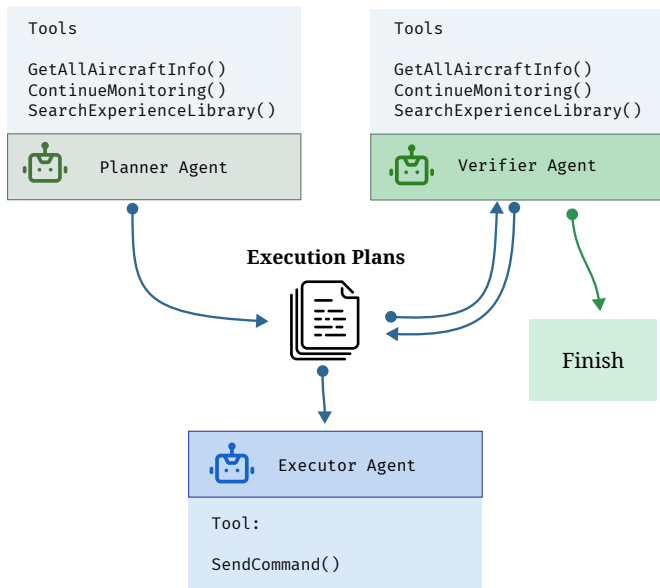 Tools
GetAllAircraftInfo()
ContinueMonitoring()
SearchExperienceLibrary()
Planner Agent
Tools
GetAllAircraftInfo()
ContinueMonitoring()
SearchExperienceLibrary()
Verifier Agent
Execution Plans
Finish
Executor Agent
Tool:
SendCommand()